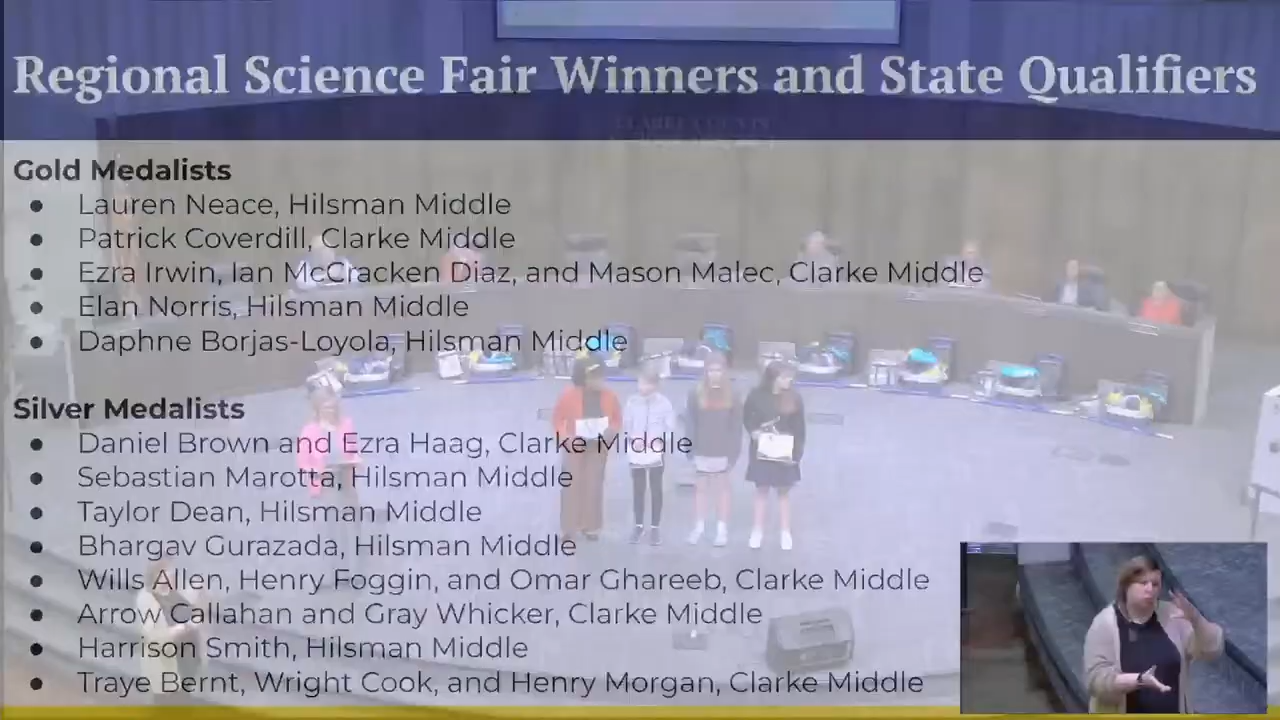 Regional Science Fair Winners and State Qualifiers
CLARKE COUNTY
Gold Medalists
● Lauren Neace, Hilsman Middle
● Patrick Coverdill, Clarke Middle
● Ezra Irwin, Ian McCracken Diaz, and Mason Malec, Clarke Middle
● Elan Norris, Hilsman Middle
● Daphne Borjas-Loyola, Hilsman Middle
Silver Medalists
● Daniel Brown and Ezra Haag, Clarke Middle
● Sebastian Marotta, Hilsman Middle
● Taylor Dean, Hilsman Middle
● Bhargav Gurazada, Hilsman Middle
● Wills Allen, Henry Foggin, and Omar Ghareeb, Clarke Middle
● Arrow Callahan and Gray Whicker, Clarke Middle
● Harrison Smith, Hilsman Middle
● Traye Bernt, Wright Cook, and Henry Morgan, Clarke Middle